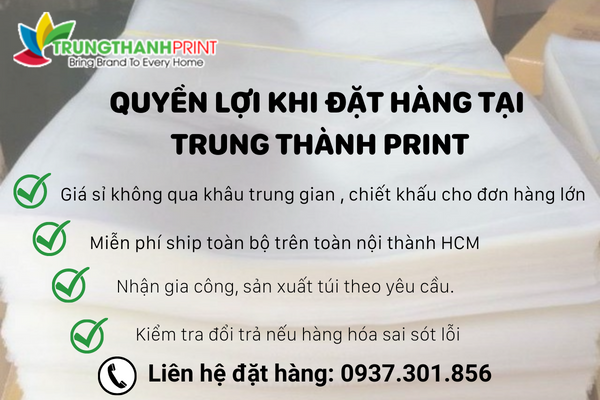 TRUNGTHANHPRINT
Bring Brand To Every Home
QUYỀN LỢI KHI ĐẶT HÀNG TẠI
TRUNG THÀNH PRINT
Giá sỉ không qua khâu trung gian , chiết khấu cho đơn hàng lớn
Miễn phí ship toàn bộ trên toàn nội thành HCM
Nhận gia công, sản xuất túi theo yêu cầu.
Kiểm tra đổi trả nếu hàng hóa sai sót lỗi
Liên hệ đặt hàng: 0937.301.856